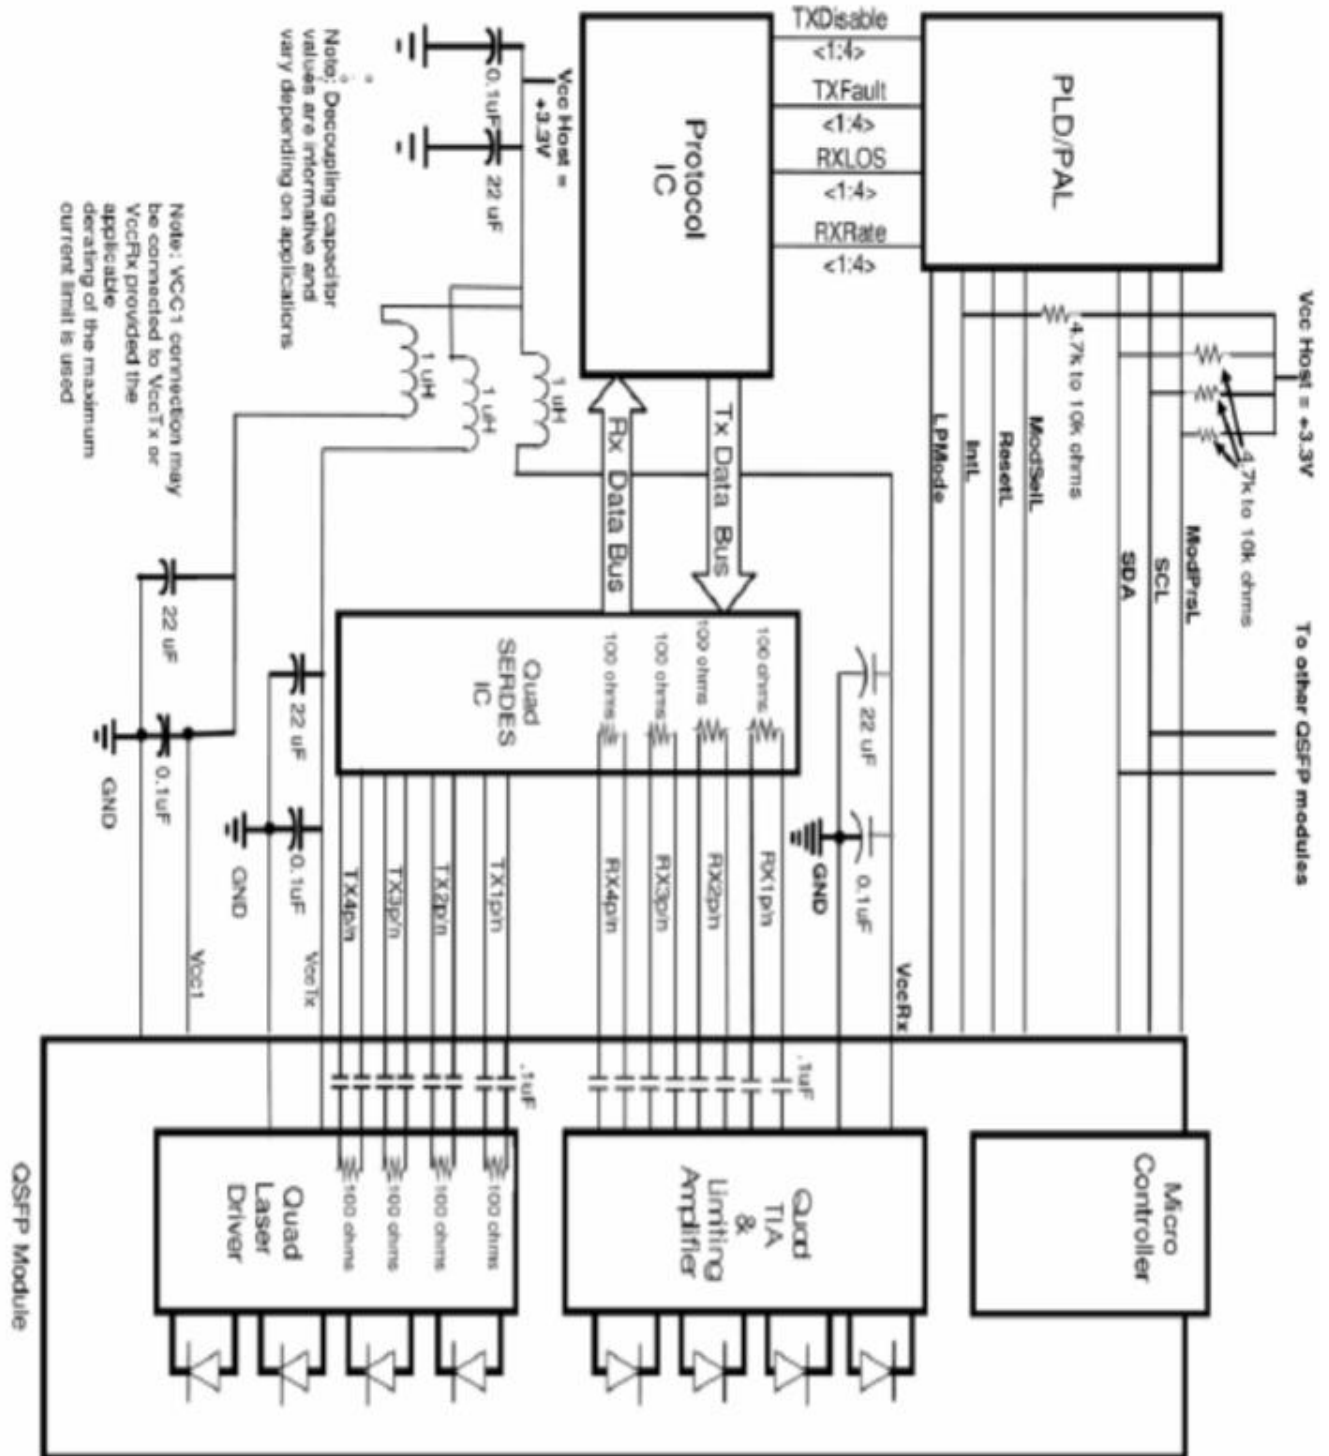 Vcc Host = +3.3V
To other QSFP modules
4.7k to 10k ohms
4.7k to 10k ohms
ModPrsL
SCL
SDA
ModSelL
ResetL
IntL
LPMode
PLD/PAL
TXDisable
<1:4>
TXFault
<1:4>
RXLOS
<1:4>
RXRate
<1:4>
Protocol
IC
Tx Data Bus
Rx Data Bus
Vcc Host =
+3.3V
0.1uF
22 uF
Note: Decoupling capacitor
values are informative and
vary depending on applications
1 uH
1 uH
1 uH
Note: VCC1 connection may
be connected to VccTx or
VccRx provided the
applicable
derating of the maximum
current limit is used
100 ohms
100 ohms
100 ohms
100 ohms
Quad
SERDES
IC
22 uF
0.1uF
GND
VccRx
RX1p/n
RX2p/n
RX3p/n
RX4p/n
TX1p/n
TX2p/n
TX3p/n
TX4p/n
22 uF
0.1uF
GND
VccTx
22 uF
0.1uF
GND
Vcc1
.1uF
.1uF
Micro
Controller
Quad
TIA
&
Limiting
Amplifier
100 ohms
100 ohms
100 ohms
100 ohms
Quad
Laser
Driver
QSFP Module